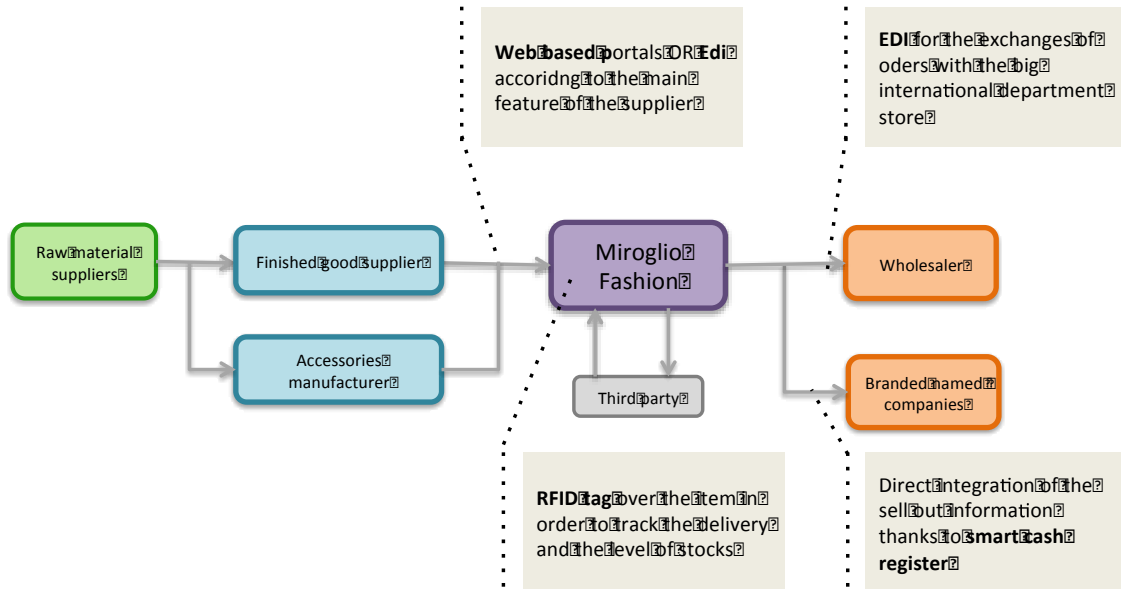 Web based portals OR Edi
accoridng to the main
feature of the supplier
EDI for the exchanges of
oders with the big
international department
store
Raw material
suppliers
Finished good supplier
Accessories
manufacturer
Miroglio
Fashion
Third party
Wholesaler
Branded named
companies
RFID tag over the item in
order to track the delivery
and the level of stocks
Direct integration of the
sell out information
thanks to smart cash
register